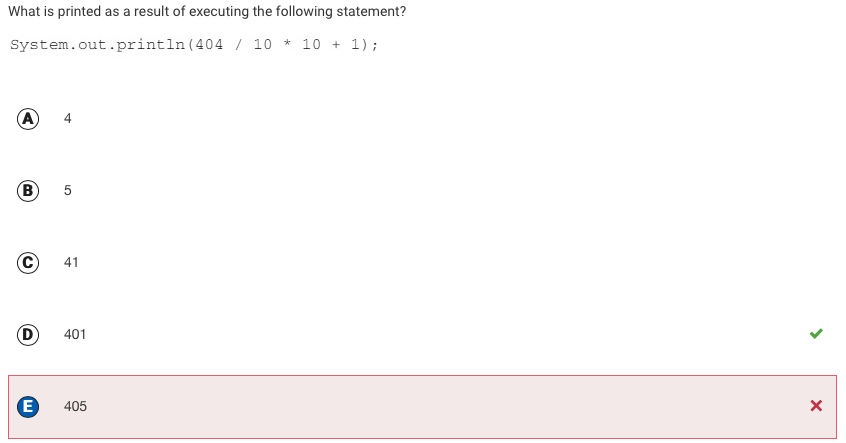 What is printed as a result of executing the following statement?
System.out.println(404 / 10 * 10 + 1);
A 4
B 5
C 41
D 401
E 405